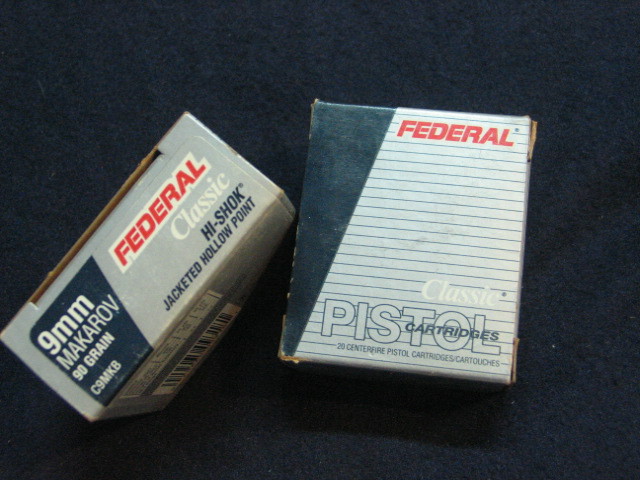 FEDERAL
Classic
HI-SHOK®
JACKETED HOLLOW POINT
9mm
MAKAROV
90 GRAIN
C9MKB
FEDERAL®
Classic®
PISTOL
CARTRIDGES
20 CENTERFIRE PISTOL CARTRIDGES/CARTOUCHES